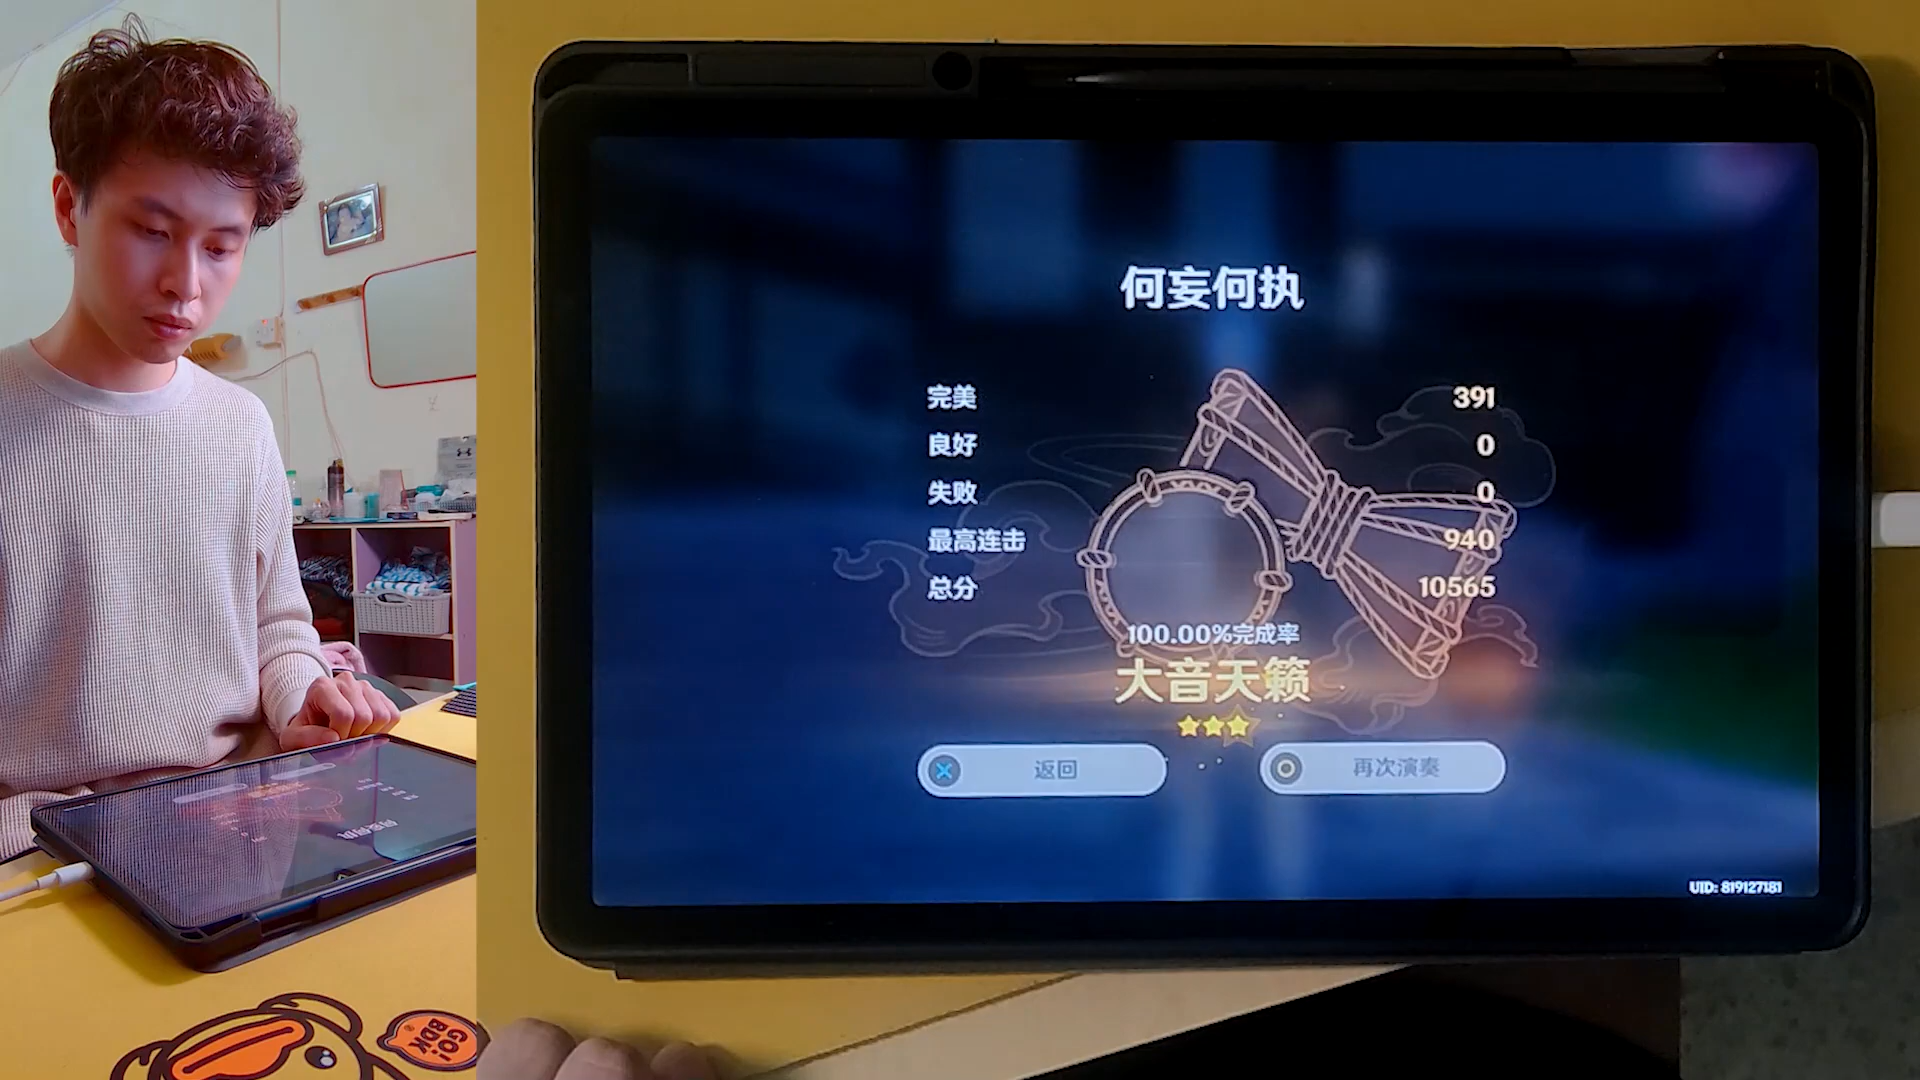 何妄何执
完美 391
良好 0
失败 0
最高连击 940
总分 10565
100.00%完成率
大音天籁
返回
再次演奏
UID: 819127181
GO!
BDK